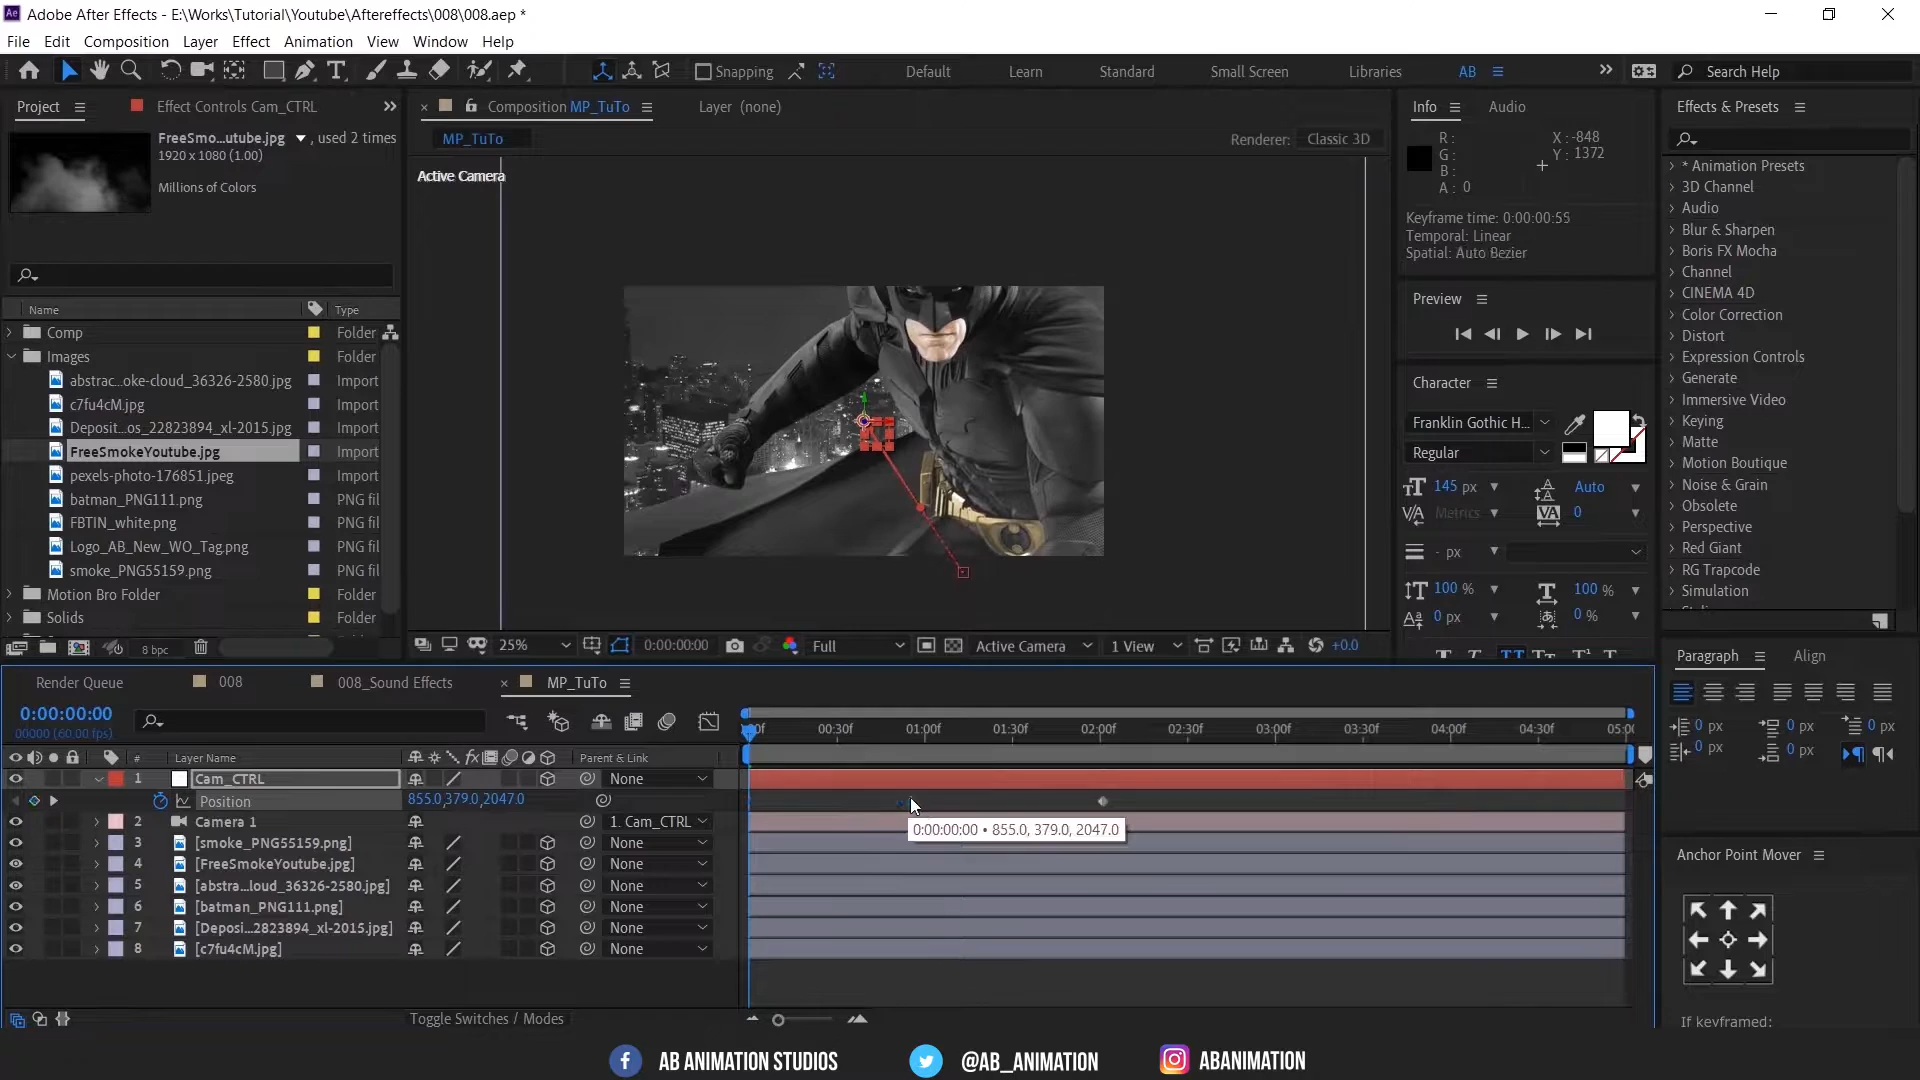 Adobe After Effects - E:\Works\Tutorial\Youtube\Aftereffects\008\008.aep *
File Edit Composition Layer Effect Animation View Window Help
Snapping Default Learn Standard Small Screen Libraries AB Search Help
Project Effect Controls Cam_CTRL
FreeSmo...utube.jpg , used 2 times
1920 x 1080 (1.00)
Millions of Colors
Name Type
Comp Folder
Images Folder
abstrac...oke-cloud_36326-2580.jpg Import
c7fu4cM.jpg Import
Deposit...os_22823894_xl-2015.jpg Import
FreeSmokeYoutube.jpg Import
pexels-photo-176851.jpeg Import
batman_PNG111.png PNG fil
FBTIN_white.png PNG fil
Logo_AB_New_WO_Tag.png PNG fil
smoke_PNG55159.png PNG fil
Motion Bro Folder Folder
Solids Folder
8 bpc
Composition MP_TuTo Layer (none)
MP_TuTo Renderer: Classic 3D
Active Camera
25% 0:00:00:00 Full Active Camera 1 View +0.0
Info Audio
R: X: -848
G: Y: 1372
B:
A: 0
Keyframe time: 0:00:00:55
Temporal: Linear
Spatial: Auto Bezier
Preview
Character
Franklin Gothic H...
Regular
145 px Auto
Metrics 0
- px
100 % 100 %
0 px 0 %
Effects & Presets
* Animation Presets
3D Channel
Audio
Blur & Sharpen
Boris FX Mocha
Channel
CINEMA 4D
Color Correction
Distort
Expression Controls
Generate
Immersive Video
Keying
Matte
Motion Boutique
Noise & Grain
Obsolete
Perspective
Red Giant
RG Trapcode
Simulation
Paragraph Align
0 px 0 px 0 px
0 px 0 px
Anchor Point Mover
If keyframed:
Render Queue 008 008_Sound Effects MP_TuTo
0:00:00:00
00000 (60.00 fps)
00f 00:30f 01:00f 01:30f 02:00f 02:30f 03:00f 03:30f 04:00f 04:30f 05:0
# Layer Name Parent & Link
1 Cam_CTRL None
Position 855.0,379.0,2047.0
2 Camera 1 1. Cam_CTRL
0:00:00:00 • 855.0, 379.0, 2047.0
3 [smoke_PNG55159.png] None
4 [FreeSmokeYoutube.jpg] None
5 [abstra...loud_36326-2580.jpg] None
6 [batman_PNG111.png] None
7 [Deposi...2823894_xl-2015.jpg] None
8 [c7fu4cM.jpg] None
Toggle Switches / Modes
AB ANIMATION STUDIOS @AB_ANIMATION ABANIMATION